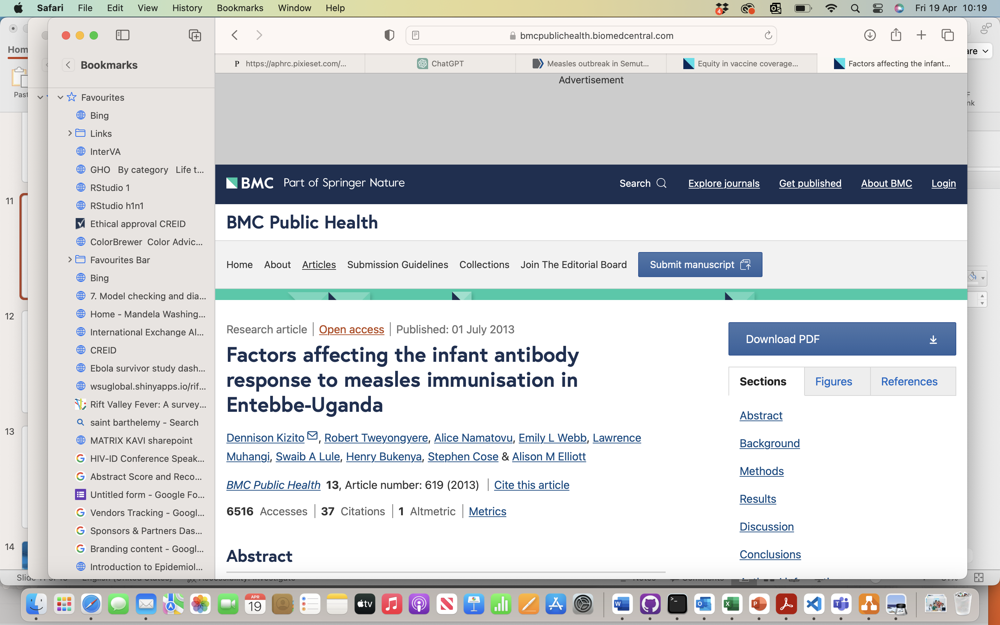 Safari File Edit View History Bookmarks Window Help
4
Fri 19 Apr 10:19
bmcpublichealth.biomedcentral.com
Hom
are
Past
Bookmarks
P https://aphrc.pixieset.com/...
ChatGPT
Measles outbreak in Semut...
Equity in vaccine coverage...
Factors affecting the infant...
Advertisement
Favourites
Bing
Links
InterVA
GHO By category Life t...
RStudio 1
RStudio h1n1
Ethical approval CREID
ColorBrewer Color Advic...
Favourites Bar
Bing
7. Model checking and dia...
Home - Mandela Washing...
International Exchange Al...
CREID
Ebola survivor study dash...
wsuglobal.shinyapps.io/rif...
Rift Valley Fever: A survey...
saint barthelemy - Search
MATRIX KAVI sharepoint
HIV-ID Conference Speak...
Abstract Score and Reco...
Untitled form - Google Fo...
Vendors Tracking - Googl...
Sponsors & Partners Das...
Branding content - Googl...
Introduction to Epidemiol...
11
12
13
14
BMC Part of Springer Nature
Search Explore journals Get published About BMC Login
BMC Public Health
Home About Articles Submission Guidelines Collections Join The Editorial Board Submit manuscript
Research article | Open access | Published: 01 July 2013
Factors affecting the infant antibody
response to measles immunisation in
Entebbe-Uganda
Dennison Kizito, Robert Tweyongyere, Alice Namatovu, Emily L Webb, Lawrence
Muhangi, Swaib A Lule, Henry Bukenya, Stephen Cose & Alison M Elliott
BMC Public Health 13, Article number: 619 (2013) | Cite this article
6516 Accesses | 37 Citations | 1 Altmetric | Metrics
Abstract
Download PDF
Sections Figures References
Abstract
Background
Methods
Results
Discussion
Conclusions
APR
19
tv